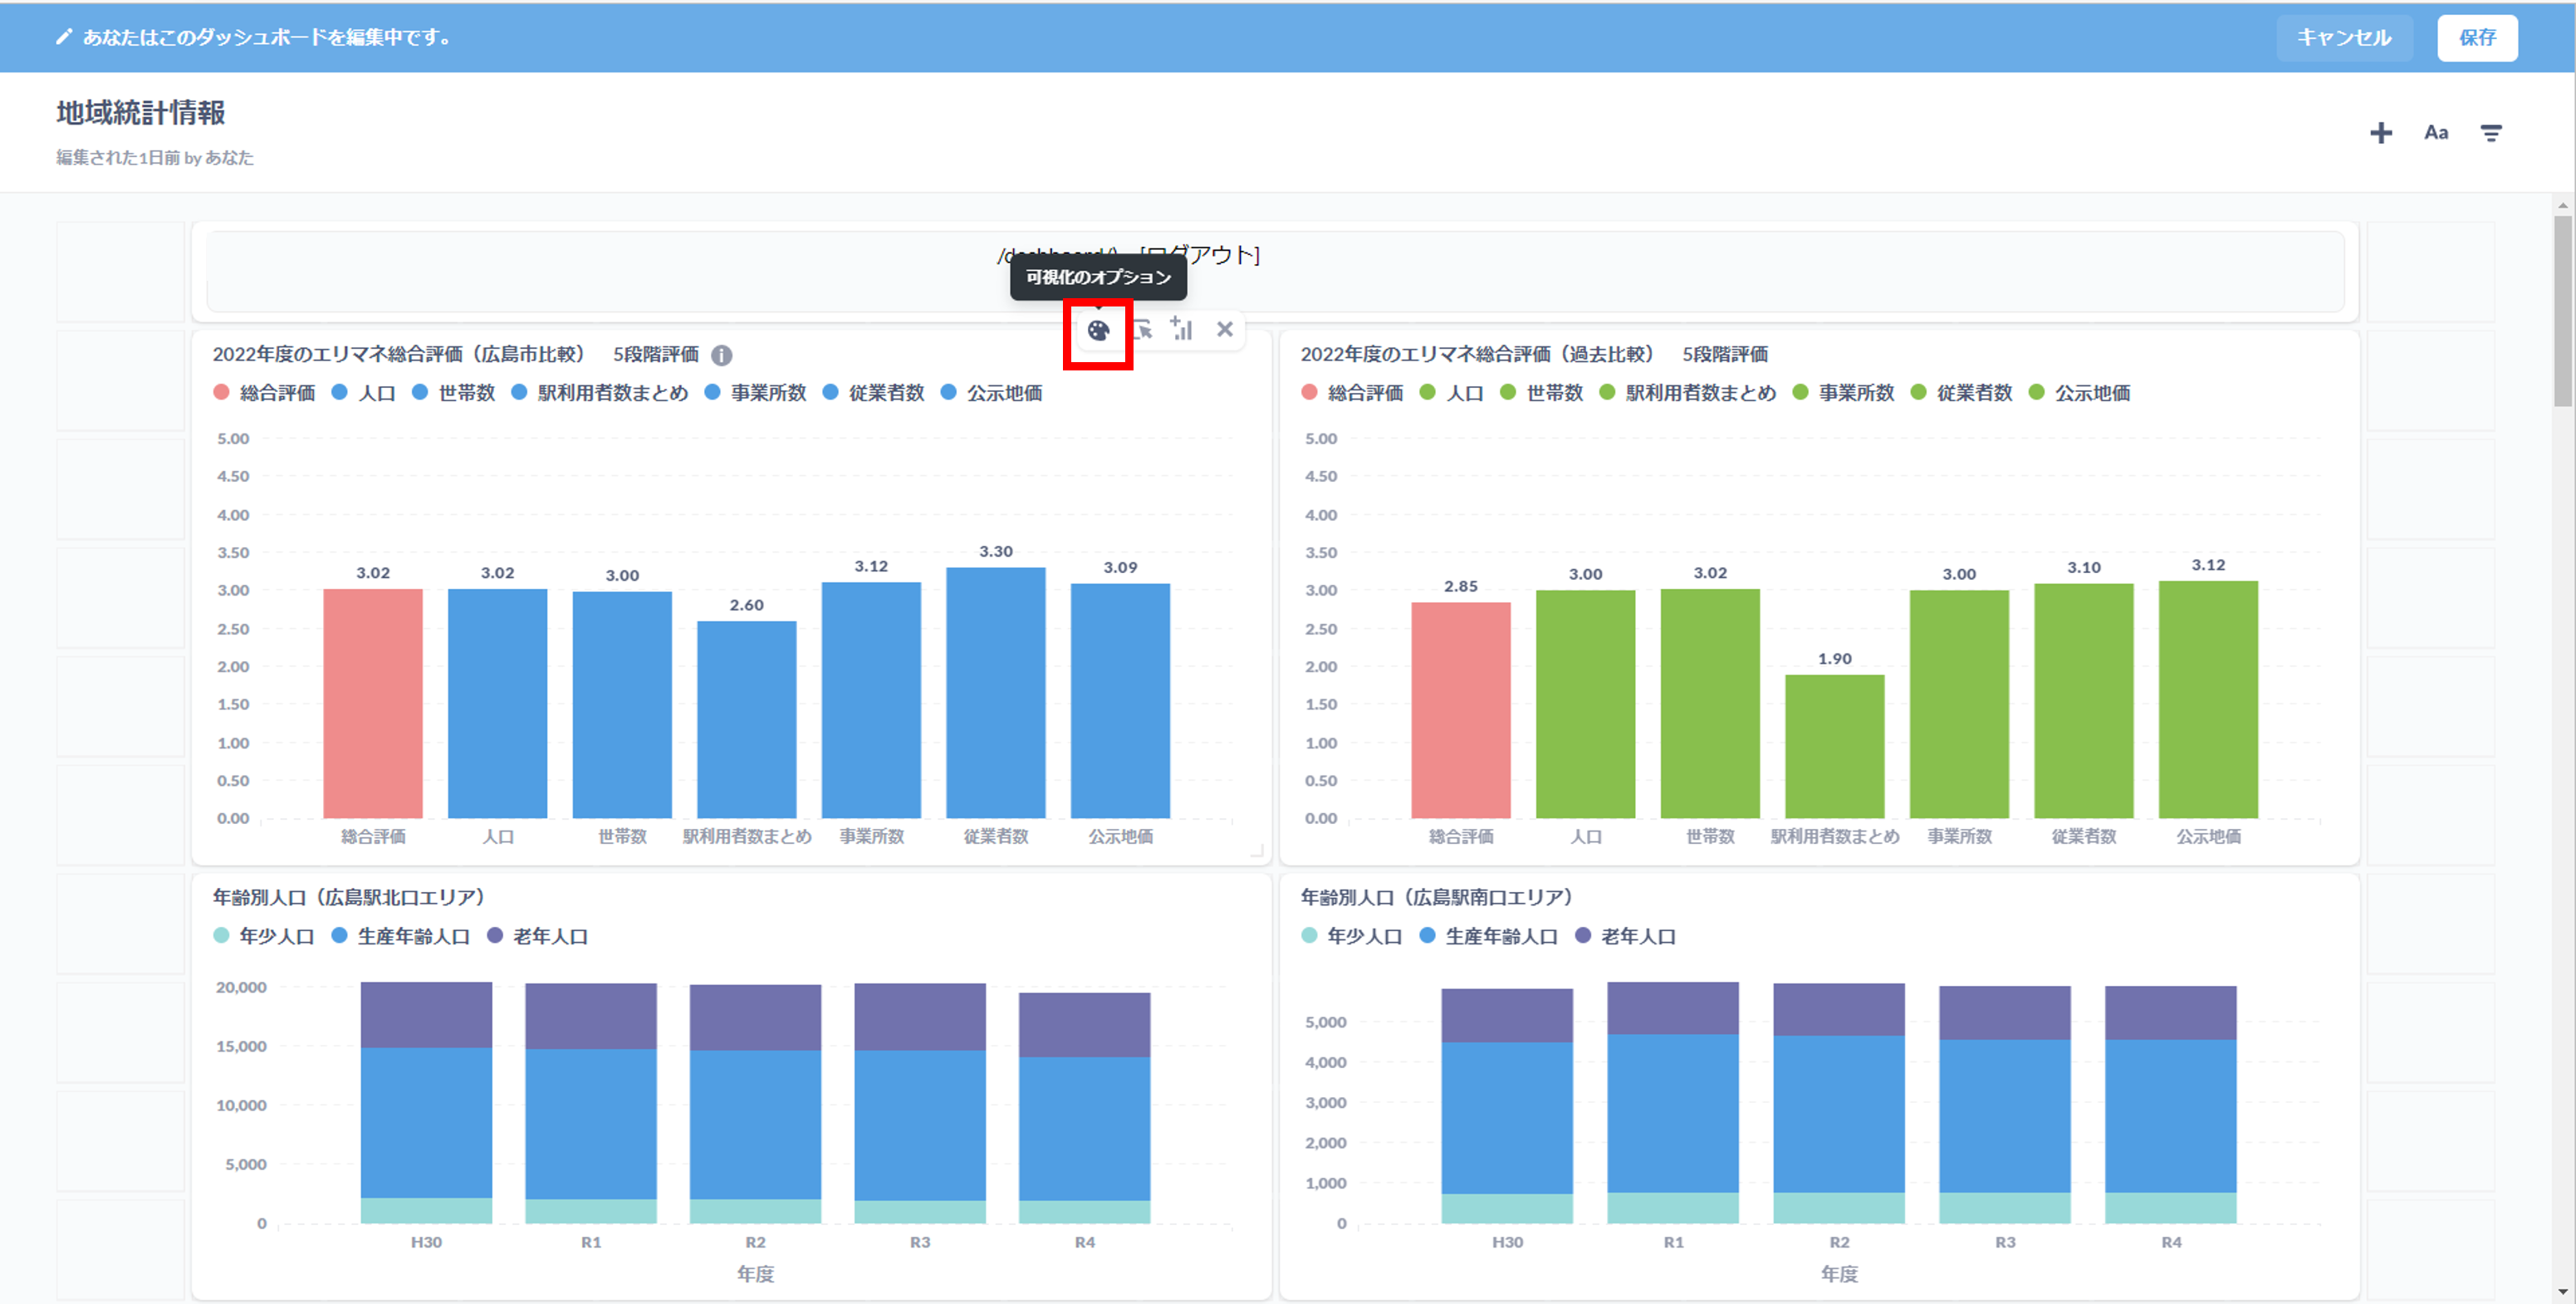 あなたはこのダッシュボードを編集中です。
キャンセル
保存
地域統計情報
編集された1日前 by あなた
Aa
[ログアウト]
可視化のオプション
2022年度のエリマネ総合評価（広島市比較） 5段階評価
総合評価 人口 世帯数 駅利用者数まとめ 事業所数 従業者数 公示地価
5.00
4.50
4.00
3.50
3.00
2.50
2.00
1.50
1.00
0.50
0.00
3.02 3.02 3.00 2.60 3.12 3.30 3.09
総合評価 人口 世帯数 駅利用者数まとめ 事業所数 従業者数 公示地価
2022年度のエリマネ総合評価（過去比較） 5段階評価
総合評価 人口 世帯数 駅利用者数まとめ 事業所数 従業者数 公示地価
5.00
4.50
4.00
3.50
3.00
2.50
2.00
1.50
1.00
0.50
0.00
2.85 3.00 3.02 1.90 3.00 3.10 3.12
総合評価 人口 世帯数 駅利用者数まとめ 事業所数 従業者数 公示地価
年齢別人口（広島駅北口エリア）
年少人口 生産年齢人口 老年人口
20,000
15,000
10,000
5,000
0
H30 R1 R2 R3 R4
年度
年齢別人口（広島駅南口エリア）
年少人口 生産年齢人口 老年人口
5,000
4,000
3,000
2,000
1,000
0
H30 R1 R2 R3 R4
年度